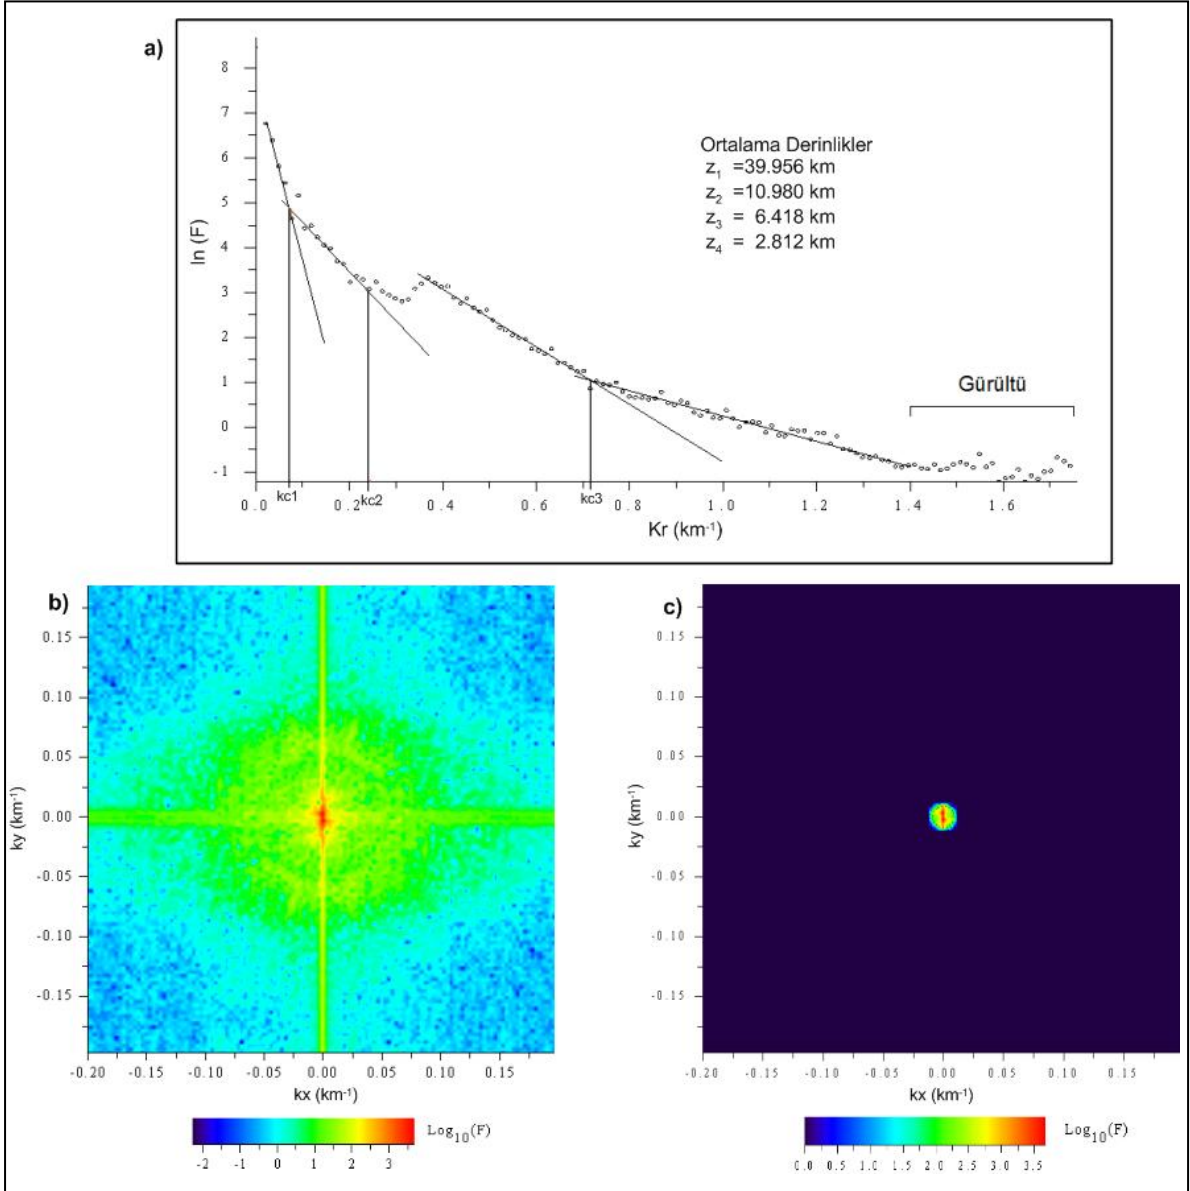 a)
8
7
6
5
4
3
2
1
0
-1
ln (F)
Ortalama Derinlikler
z1 =39.956 km
z2 =10.980 km
z3 = 6.418 km
z4 = 2.812 km
Gürültü
kc1 kc2 kc3
0.0 0.2 0.4 0.6 0.8 1.0 1.2 1.4 1.6
Kr (km-1)
b)
0.15
0.10
0.05
0.00
-0.05
-0.10
-0.15
ky (km-1)
-0.20 -0.15 -0.10 -0.05 0.00 0.05 0.10 0.15
kx (km-1)
Log10(F)
-2 -1 0 1 2 3
c)
0.15
0.10
0.05
0.00
-0.05
-0.10
-0.15
ky (km-1)
-0.20 -0.15 -0.10 -0.05 0.00 0.05 0.10 0.15
kx (km-1)
Log10(F)
0.0 0.5 1.0 1.5 2.0 2.5 3.0 3.5